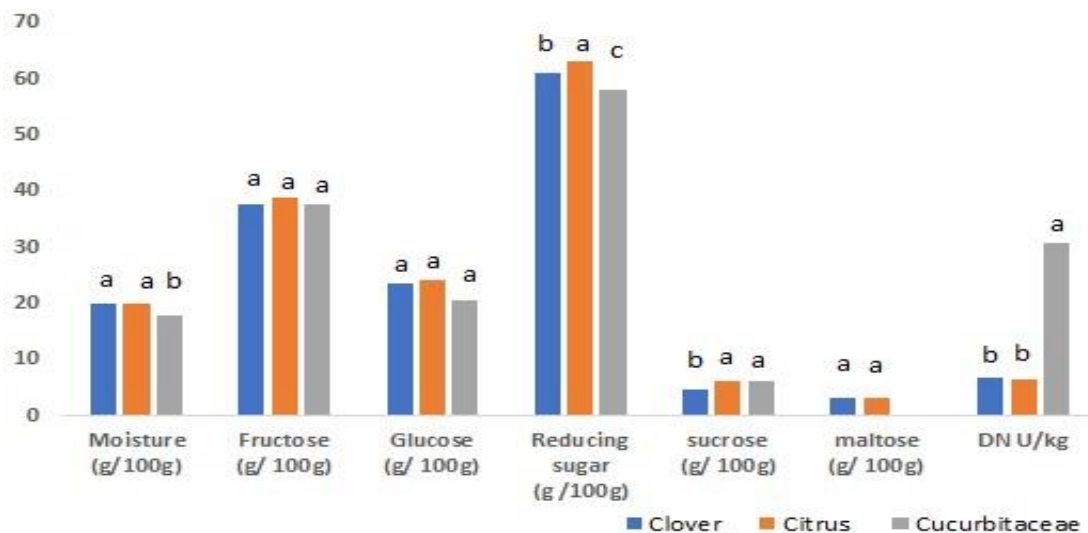 70
60
50
40
30
20
10
0
b a c
a a a
a
a a a
a a b
b a a
a a
b b
Moisture
(g/ 100g)
Fructose
(g/ 100g)
Glucose
(g/ 100g)
Reducing
sugar
(g /100g)
sucrose
(g/ 100g)
maltose
(g/ 100g)
DN U/kg
Clover Citrus Cucurbitaceae